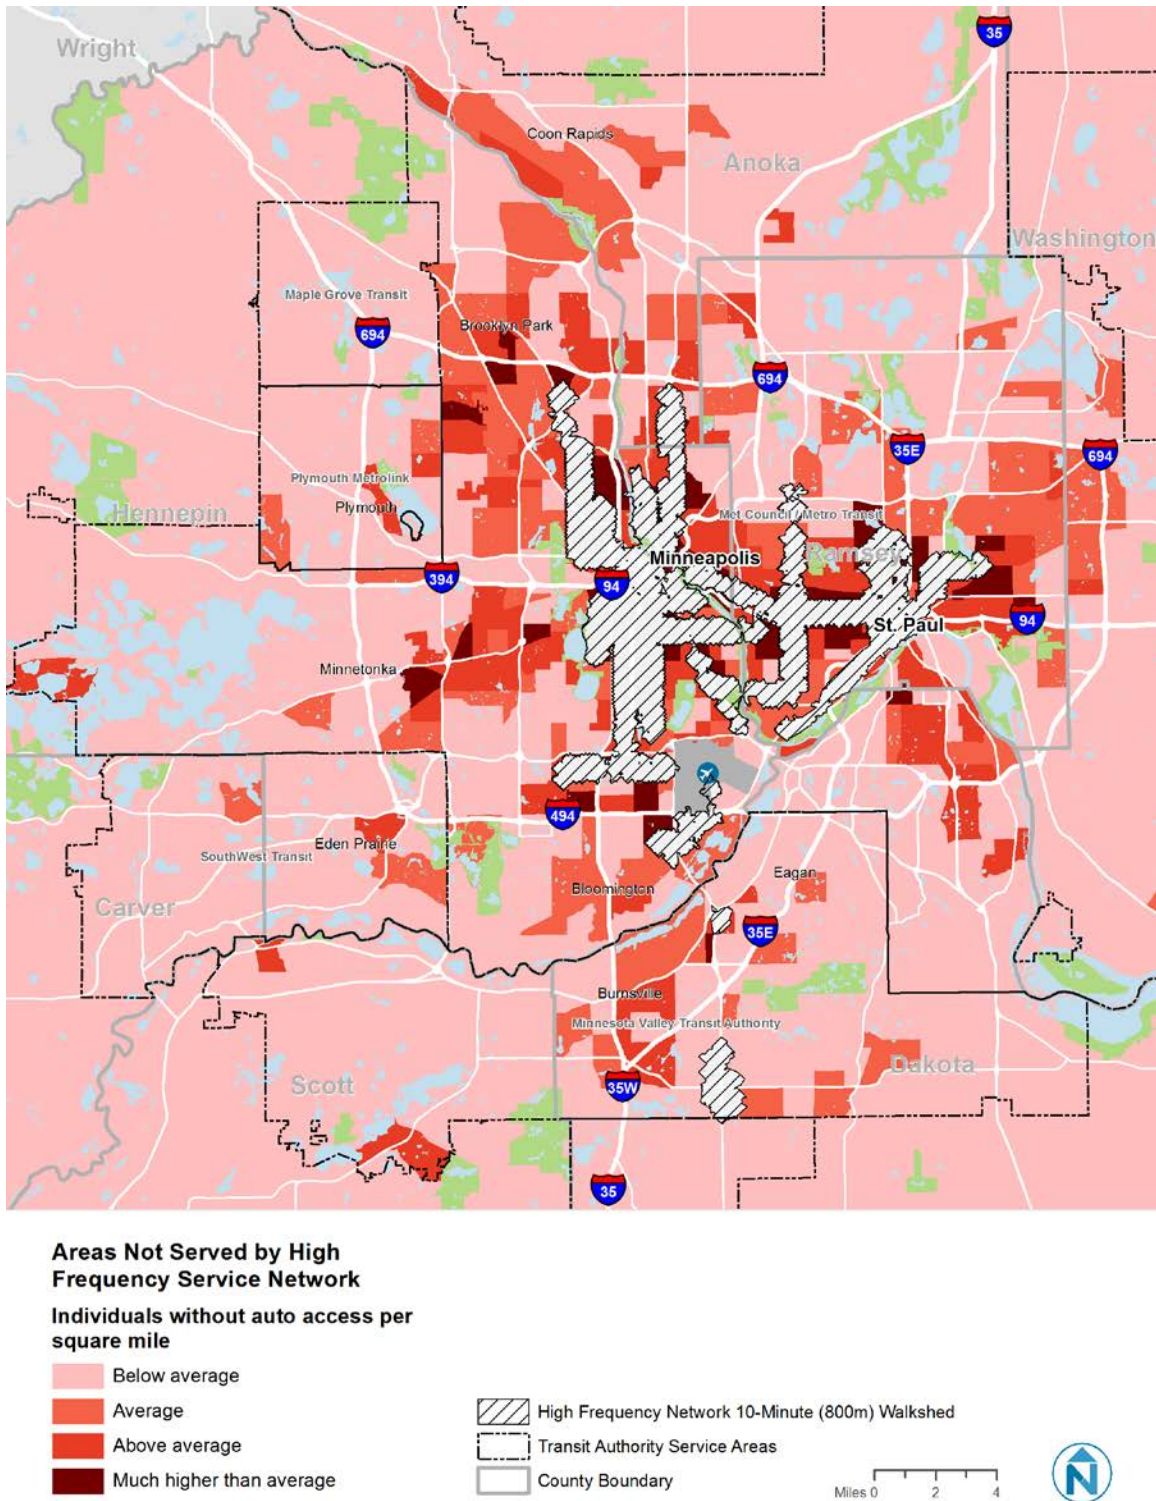 Wright
35
Coon Rapids
Anoka
Washington
Maple Grove Transit
694
Brooklyn Park
694
35E
694
Plymouth Metrolink
Plymouth
Hennepin
Met Council / Metro Transit
Minneapolis
Ramsey
394
94
St. Paul
94
Minnetonka
494
Eden Prairie
SouthWest Transit
Bloomington
Eagan
Carver
35E
Burnsville
Minnesota Valley Transit Authority
Dakota
Scott
35W
35
Areas Not Served by High
Frequency Service Network
Individuals without auto access per
square mile
Below average
Average
Above average
Much higher than average
High Frequency Network 10-Minute (800m) Walkshed
Transit Authority Service Areas
County Boundary
Miles 0 2 4
N